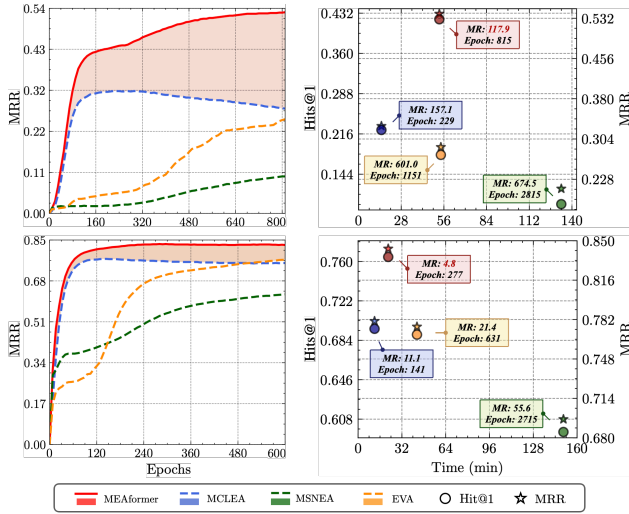 MRR
0.54
0.43
0.32
0.22
0.11
0.00
0 160 320 480 640 800
Hit s@1
0.432
0.360
0.288
0.216
0.144
MR: 117.9
Epoch: 815
MR: 157.1
Epoch: 229
MR: 601.0
Epoch: 1151
MR: 674.5
Epoch: 2815
0 28 56 84 112 140
0.532
0.456
0.380
0.304
0.228
MRR
MRR
0.85
0.68
0.51
0.34
0.17
0.00
0 120 240 360 480 600
Epochs
Hits@1
0.760
0.722
0.684
0.646
0.608
MR: 4.8
Epoch: 277
MR: 21.4
Epoch: 631
MR: 11.1
Epoch: 141
MR: 55.6
Epoch: 2715
0 32 64 96 128 160
Time (min)
0.850
0.816
0.782
0.748
0.714
0.680
MRR
MEAformer MCLEA MSNEA EVA Hit@1 MRR